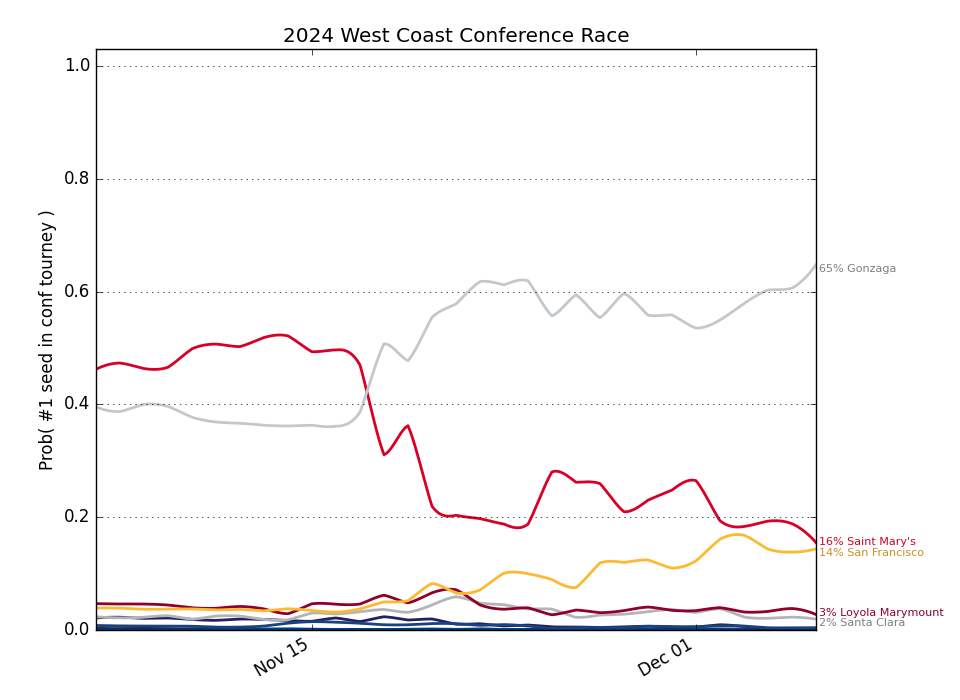 2024 West Coast Conference Race
Prob( #1 seed in conf tourney )
1.0
0.8
0.6
0.4
0.2
0.0
Nov 15
Dec 01
65% Gonzaga
16% Saint Mary's
14% San Francisco
3% Loyola Marymount
2% Santa Clara